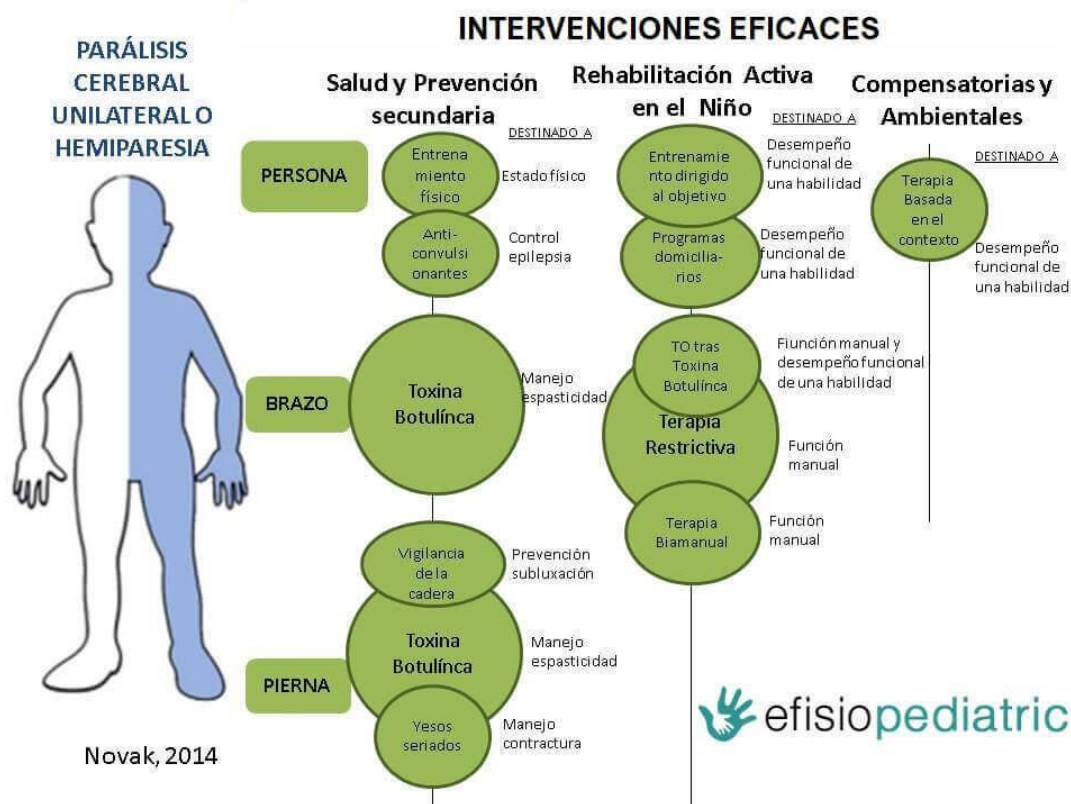 INTERVENCIONES EFICACES
PARÁLISIS
CEREBRAL
UNILATERAL O
HEMIPARESIA
Salud y Prevención
secundaria
DESTINADO A
Rehabilitación Activa
en el Niño
DESTINADO A
Compensatorias y
Ambientales
DESTINADO A
PERSONA
Entrena
miento
físico
Estado físico
Anti-
convulsi
onantes
Control
epilepsia
Entrenamie
nto dirigido
al objetivo
Desempeño
funcional de
una habilidad
Programas
domicilia-
rios
Desempeño
funcional de
una habilidad
Terapia
Basada
en el
contexto
Desempeño
funcional de
una habilidad
BRAZO
Toxina
Botulínca
Manejo
espasticidad
TO tras
Toxina
Botulínca
Fiunción manual y
desempeño funcional
de una habilidad
Terapia
Restrictiva
Función
manual
Terapia
Biamanual
Función
manual
PIERNA
Vigilancia
de la
cadera
Prevención
subluxación
Toxina
Botulínca
Manejo
espasticidad
Yesos
seriados
Manejo
contractura
Novak, 2014
efisiopediatric